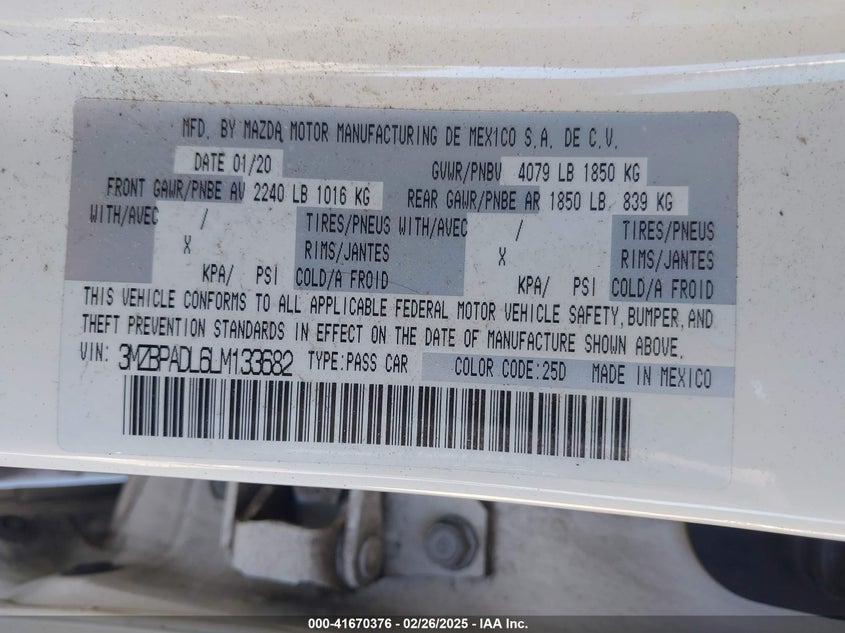 MFD. BY MAZDA MOTOR MANUFACTURING DE MEXICO S.A. DE C.V.
DATE 01/20 GVWR/PNBV 4079 LB 1850 KG
FRONT GAWR/PNBE AV 2240 LB 1016 KG REAR GAWR/PNBE AR 1850 LB 839 KG
WITH/AVEC / TIRES/PNEUS WITH/AVEC / TIRES/PNEUS
X RIMS/JANTES X RIMS/JANTES
KPA/ PSI COLD/A FROID KPA/ PSI COLD/A FROID
THIS VEHICLE CONFORMS TO ALL APPLICABLE FEDERAL MOTOR VEHICLE SAFETY, BUMPER, AND
THEFT PREVENTION STANDARDS IN EFFECT ON THE DATE OF MANUFACTURE SHOWN ABOVE.
VIN: 3MZBPADL6LM133682 TYPE:PASS CAR COLOR CODE:25D MADE IN MEXICO
000-41670376 - 02/26/2025 - IAA Inc.